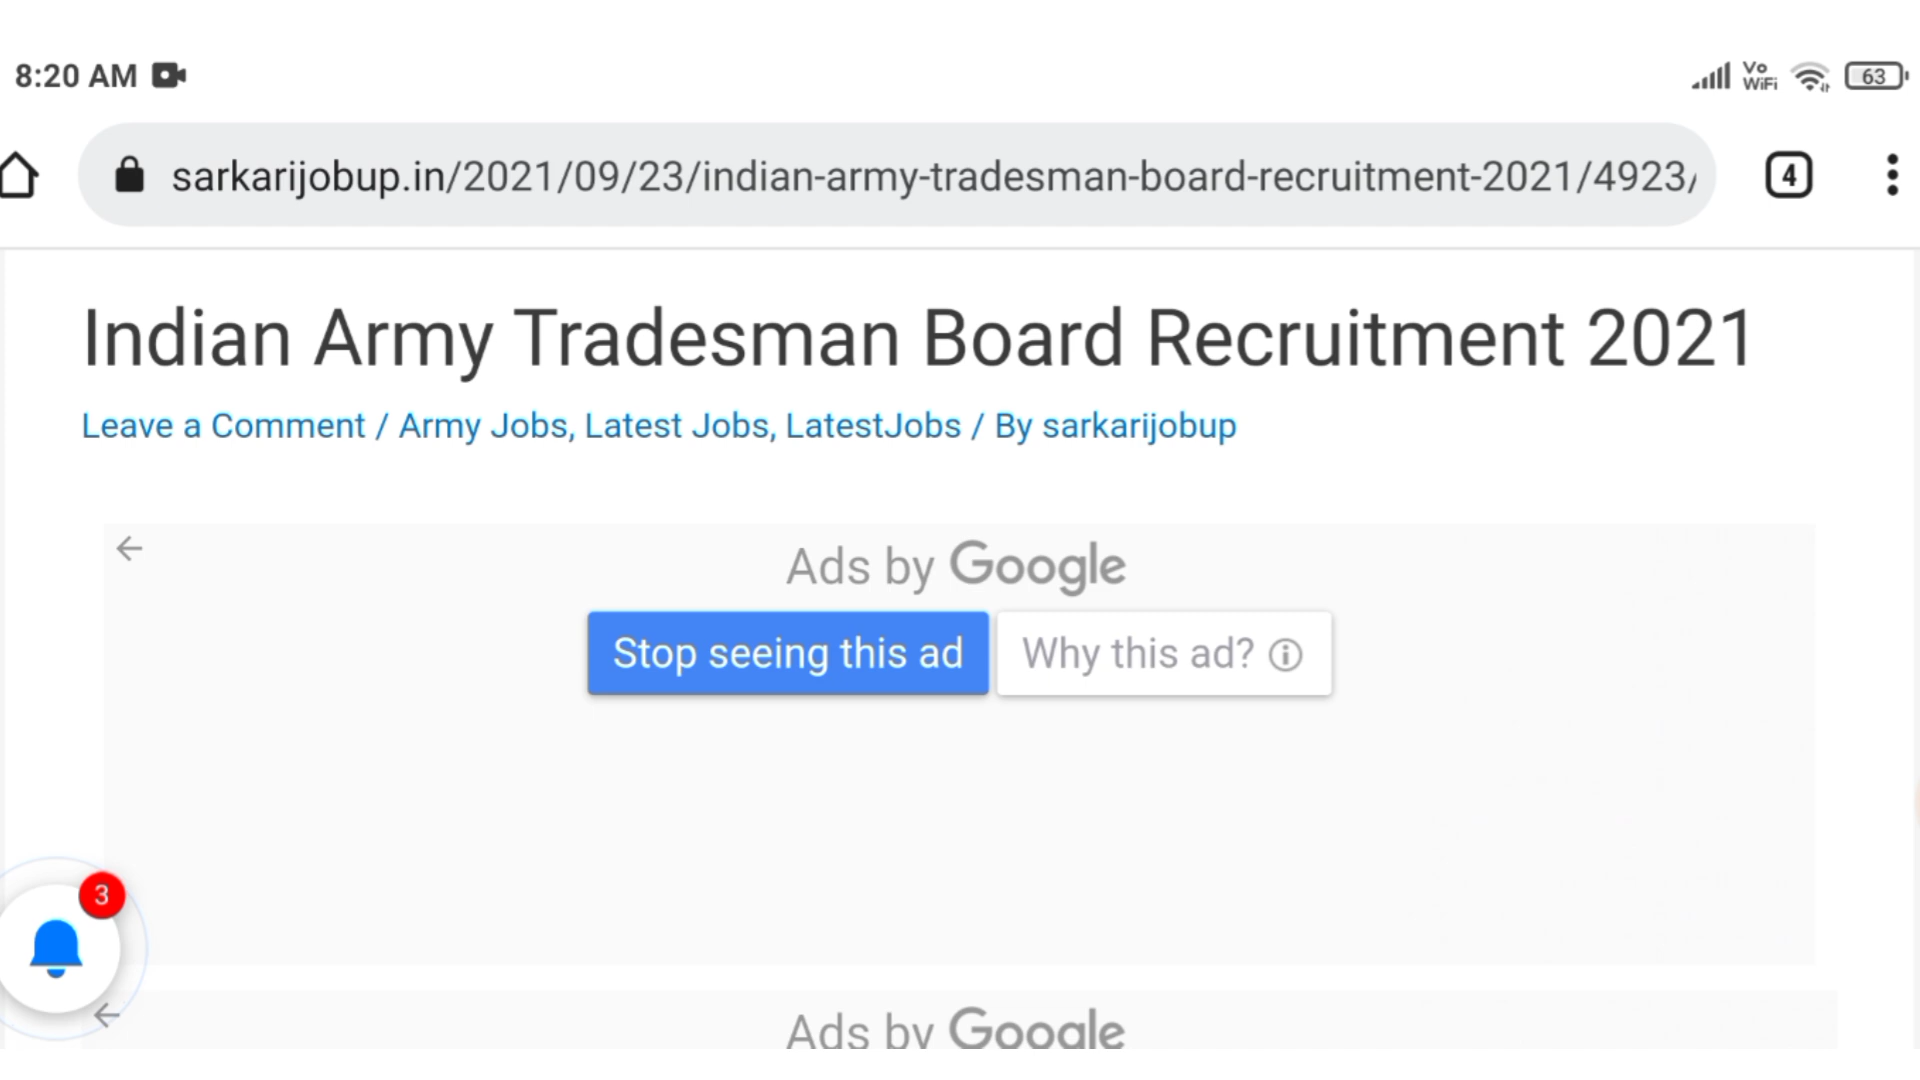 8:20 AM
Vo WiFi
63
sarkarijobup.in/2021/09/23/indian-army-tradesman-board-recruitment-2021/4923/
4
Indian Army Tradesman Board Recruitment 2021
Leave a Comment / Army Jobs, Latest Jobs, LatestJobs / By sarkarijobup
Ads by Google
Stop seeing this ad
Why this ad?
3
Ads by Google